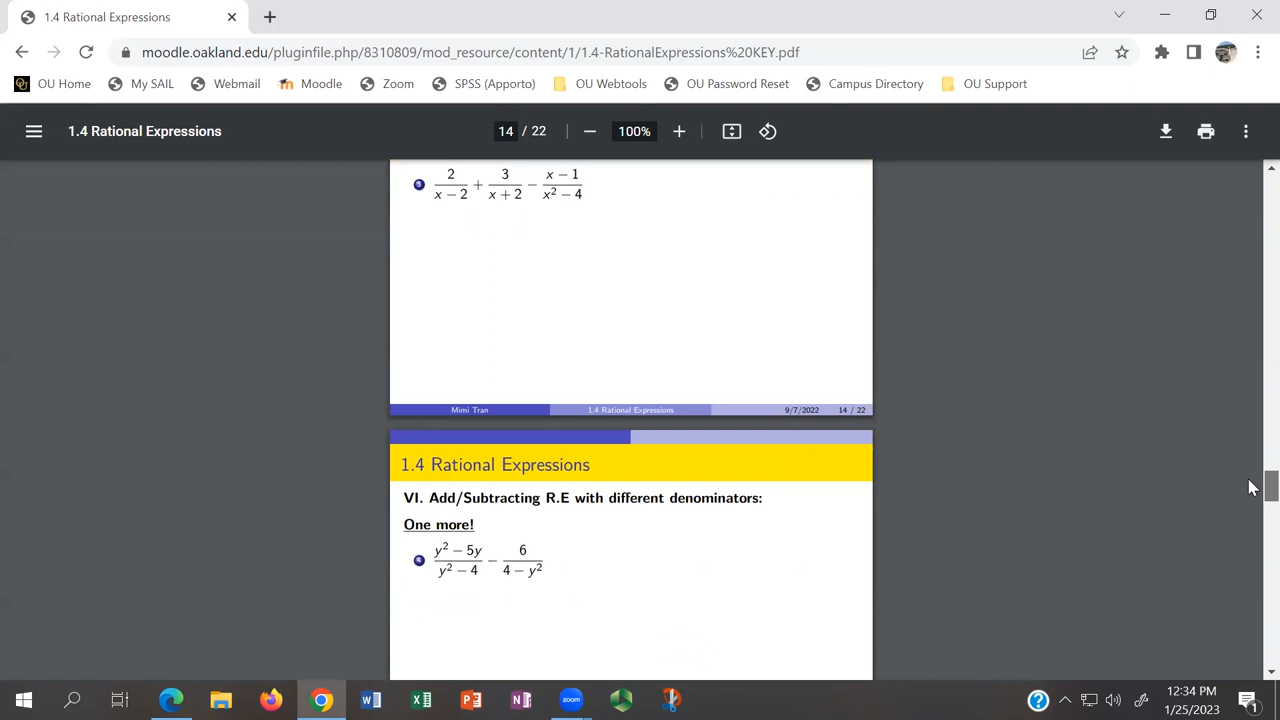 1.4 Rational Expressions
moodle.oakland.edu/pluginfile.php/8310809/mod_resource/content/1/1.4-RationalExpressions%20KEY.pdf
OU Home My SAIL Webmail Moodle Zoom SPSS (Apporto) OU Webtools OU Password Reset Campus Directory OU Support
1.4 Rational Expressions 14 / 22 100%
2/(x − 2) + 3/(x + 2) − (x − 1)/(x² − 4)
Mimi Tran 1.4 Rational Expressions 9/7/2022 14 / 22
1.4 Rational Expressions
VI. Add/Subtracting R.E with different denominators:
One more!
(y² − 5y)/(y² − 4) − 6/(4 − y²)
zoom
12:34 PM
1/25/2023
1